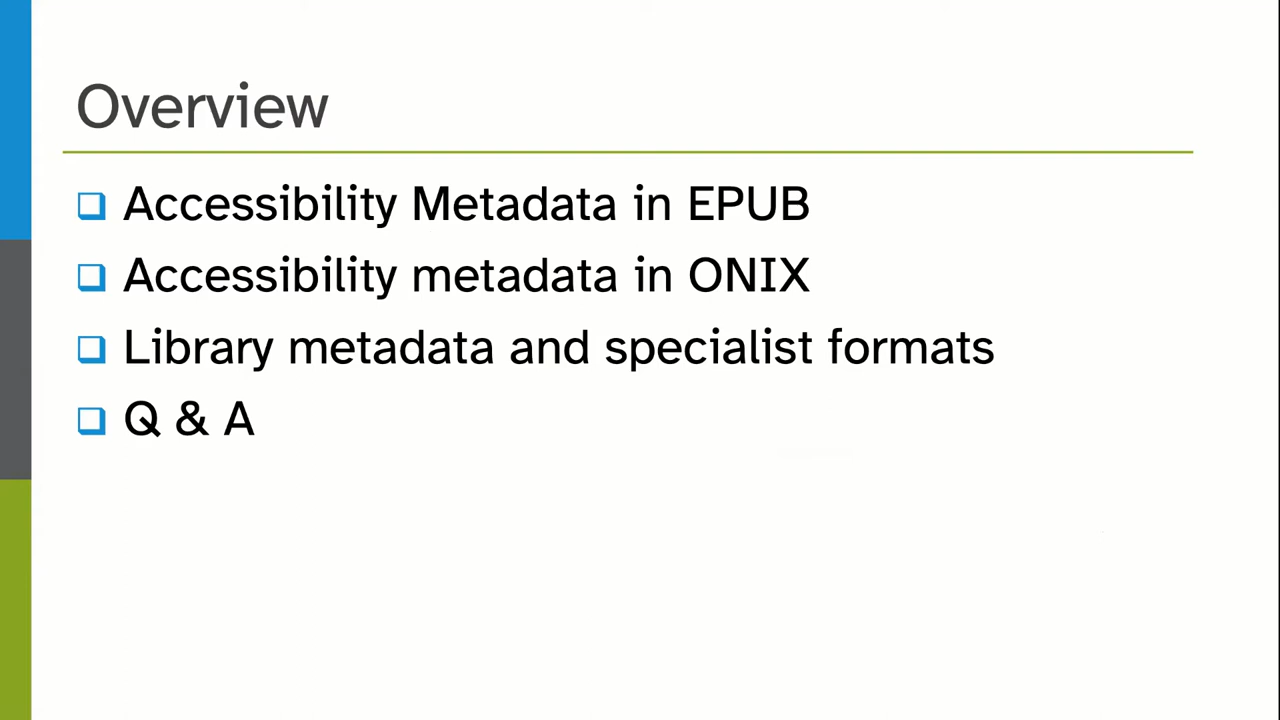 Overview
Accessibility Metadata in EPUB
Accessibility metadata in ONIX
Library metadata and specialist formats
Q & A